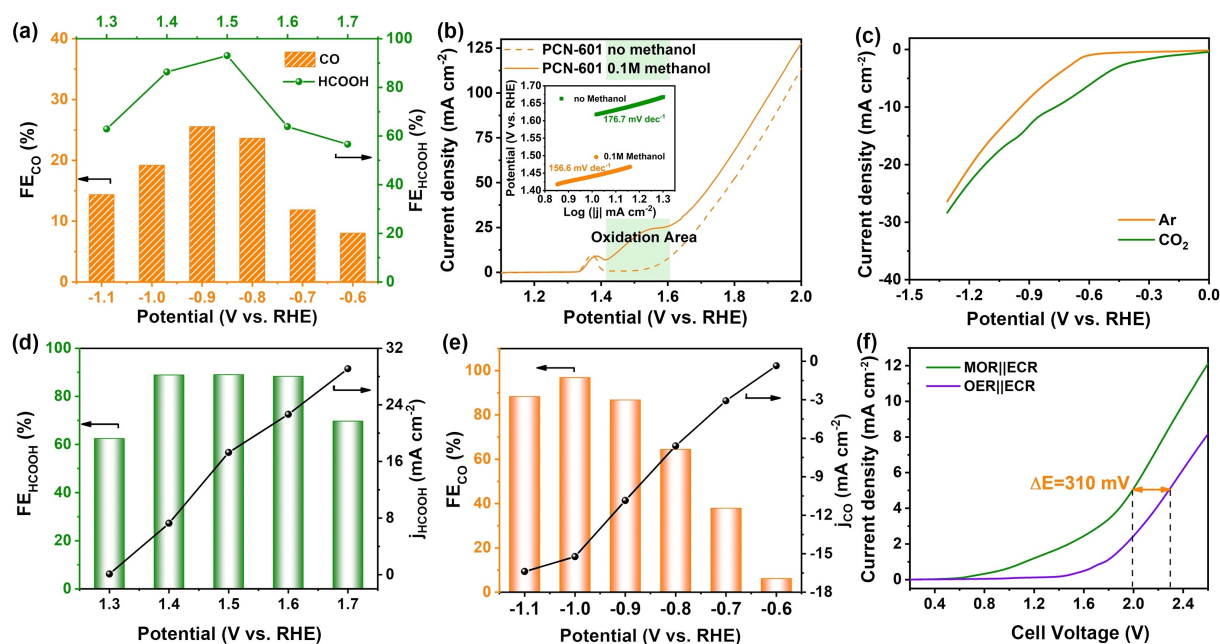 (a)
1.3 1.4 1.5 1.6 1.7
CO
HCOOH
FE_CO (%)
40
30
20
10
0
FE_HCOOH (%)
100
80
60
40
20
0
-1.1 -1.0 -0.9 -0.8 -0.7 -0.6
Potential (V vs. RHE)
(b)
PCN-601 no methanol
PCN-601 0.1M methanol
Current density (mA cm⁻²)
125
100
75
50
25
0
Potential (V vs. RHE)
1.65
1.60
1.55
1.50
1.45
1.40
no Methanol
176.7 mV dec⁻¹
0.1M Methanol
156.6 mV dec⁻¹
0.8 0.9 1.0 1.1 1.2 1.3
Log (|j| mA cm⁻²)
Oxidation Area
1.2 1.4 1.6 1.8 2.0
Potential (V vs. RHE)
(c)
Current density (mA cm⁻²)
0
-10
-20
-30
-40
Ar
CO₂
-1.5 -1.2 -0.9 -0.6 -0.3 0.0
Potential (V vs. RHE)
(d)
FE_HCOOH (%)
100
80
60
40
20
0
j_HCOOH (mA cm⁻²)
32
24
16
8
0
1.3 1.4 1.5 1.6 1.7
Potential (V vs. RHE)
(e)
FE_CO (%)
100
80
60
40
20
0
j_CO (mA cm⁻²)
0
-3
-6
-9
-12
-15
-18
-1.1 -1.0 -0.9 -0.8 -0.7 -0.6
Potential (V vs. RHE)
(f)
MOR||ECR
OER||ECR
ΔE=310 mV
Current density (mA cm⁻²)
12
10
8
6
4
2
0
0.4 0.8 1.2 1.6 2.0 2.4
Cell Voltage (V)